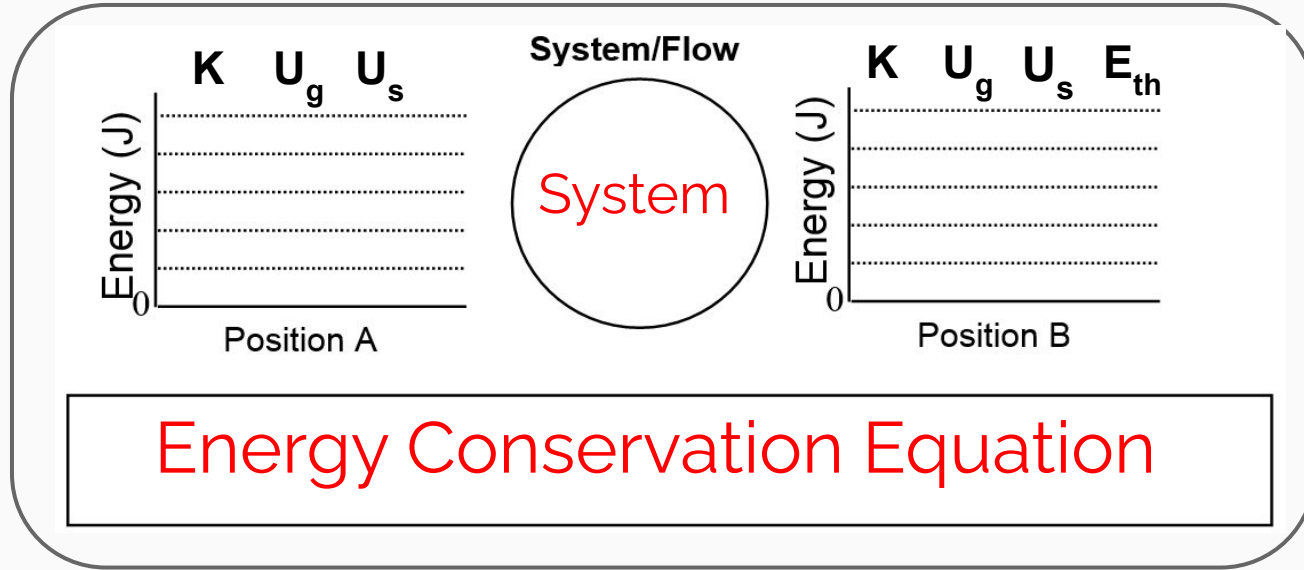 K U_g U_s
Energy (J)
0
Position A
System/Flow
System
K U_g U_s E_th
Energy (J)
0
Position B
Energy Conservation Equation